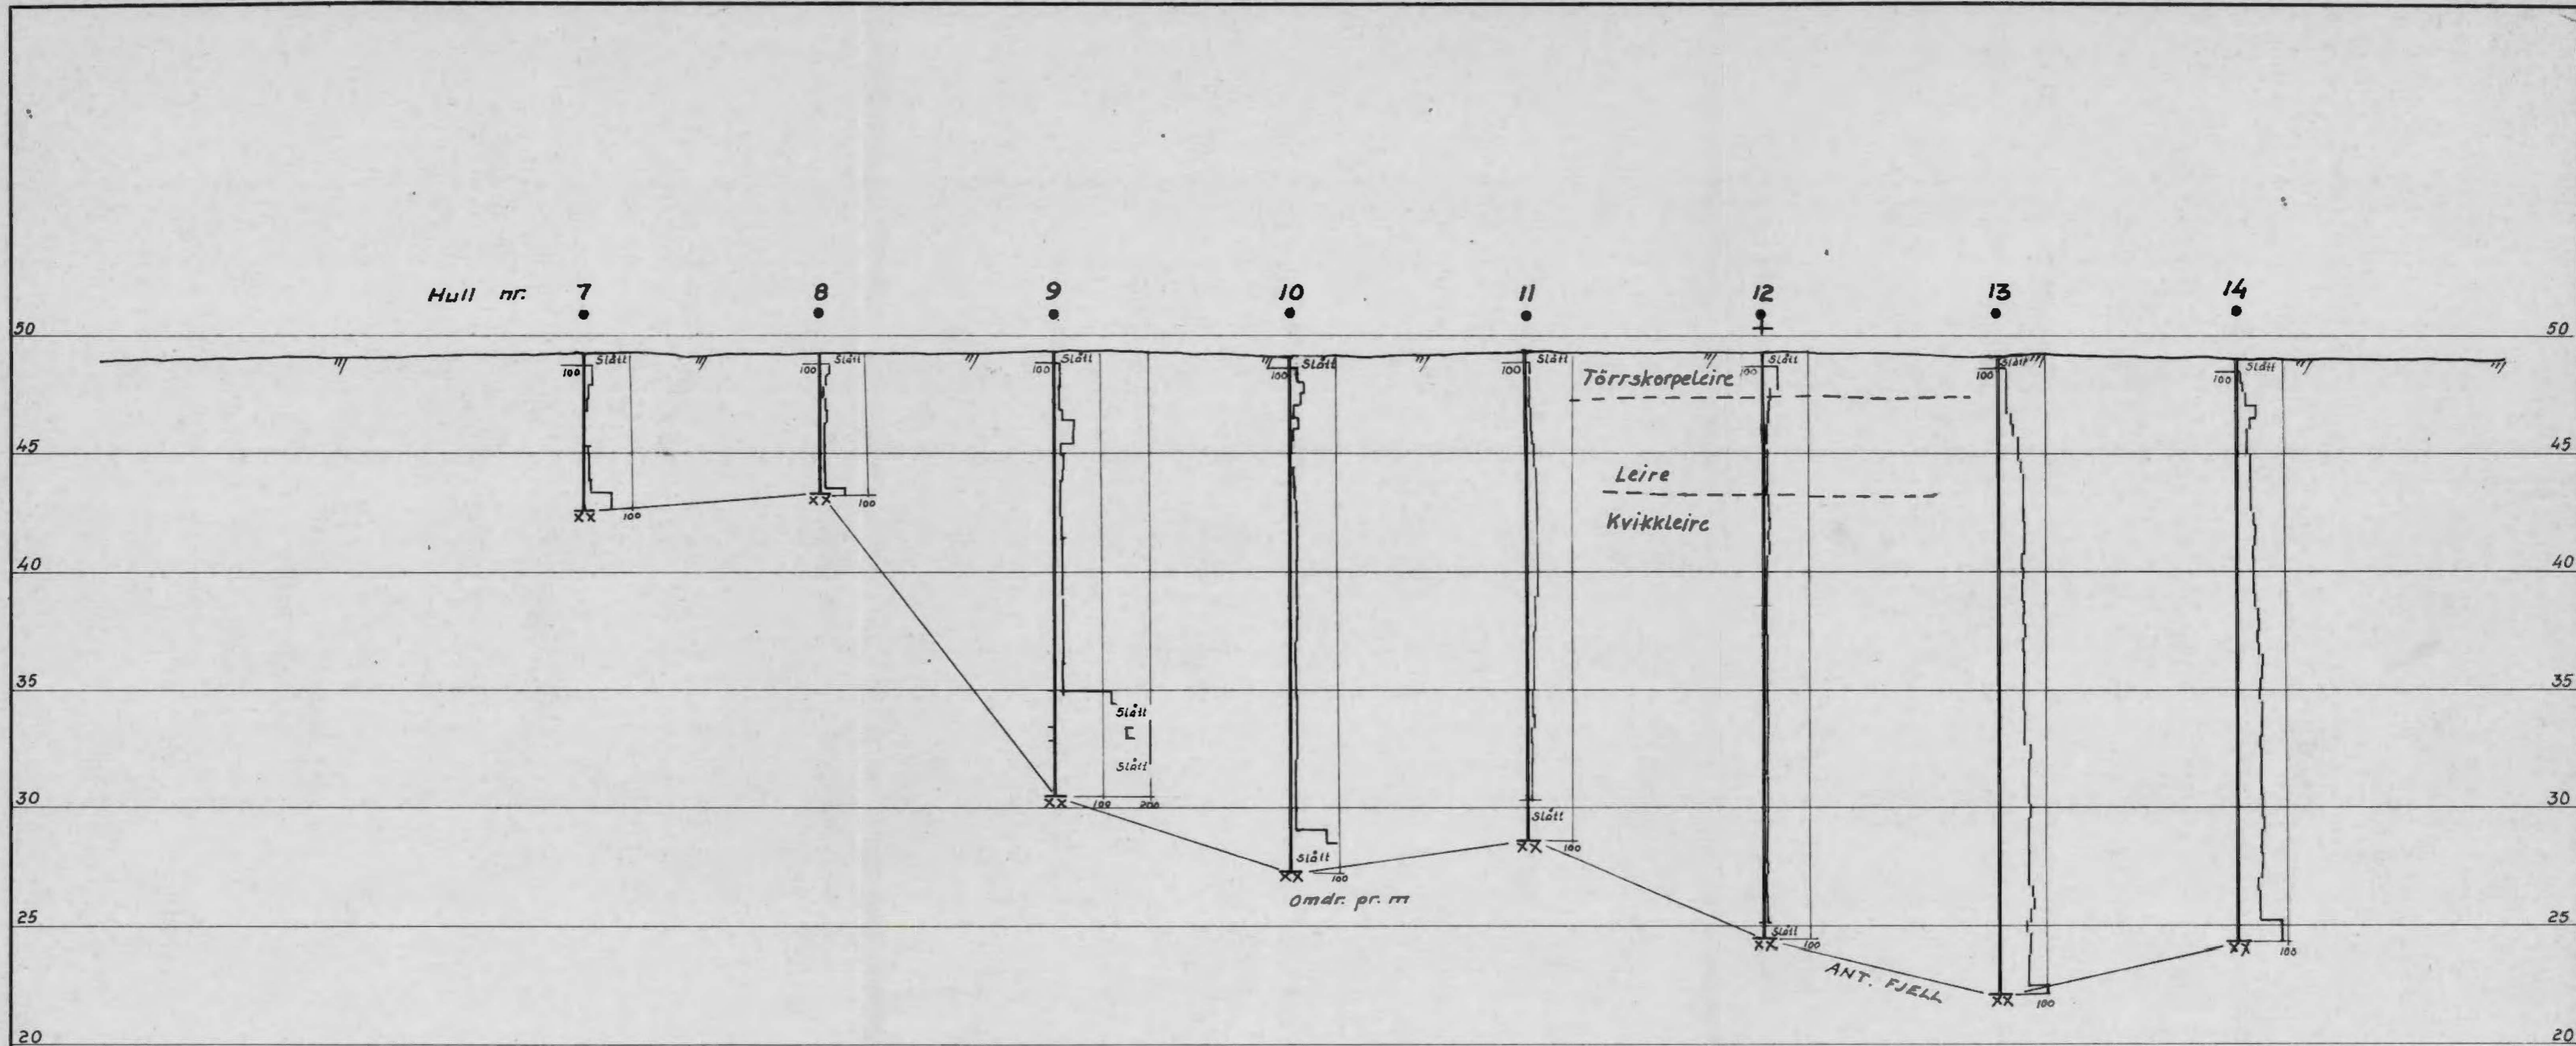 Hull nr. 7 8 9 10 11 12 13 14
50 50
Slått Slått Slått Slått Slått Slått Slått Slått
100 100 100 100 100 100 100 100
Törrskorpeleire
45 45
Leire
Kvikkleire
100 100
40 40
35 35
Slått
Slått
30 100 200 30
Slått
100
Slått
100
Omdr. pr. m
25 25
Slått
100 100
ANT. FJELL
100
20 20